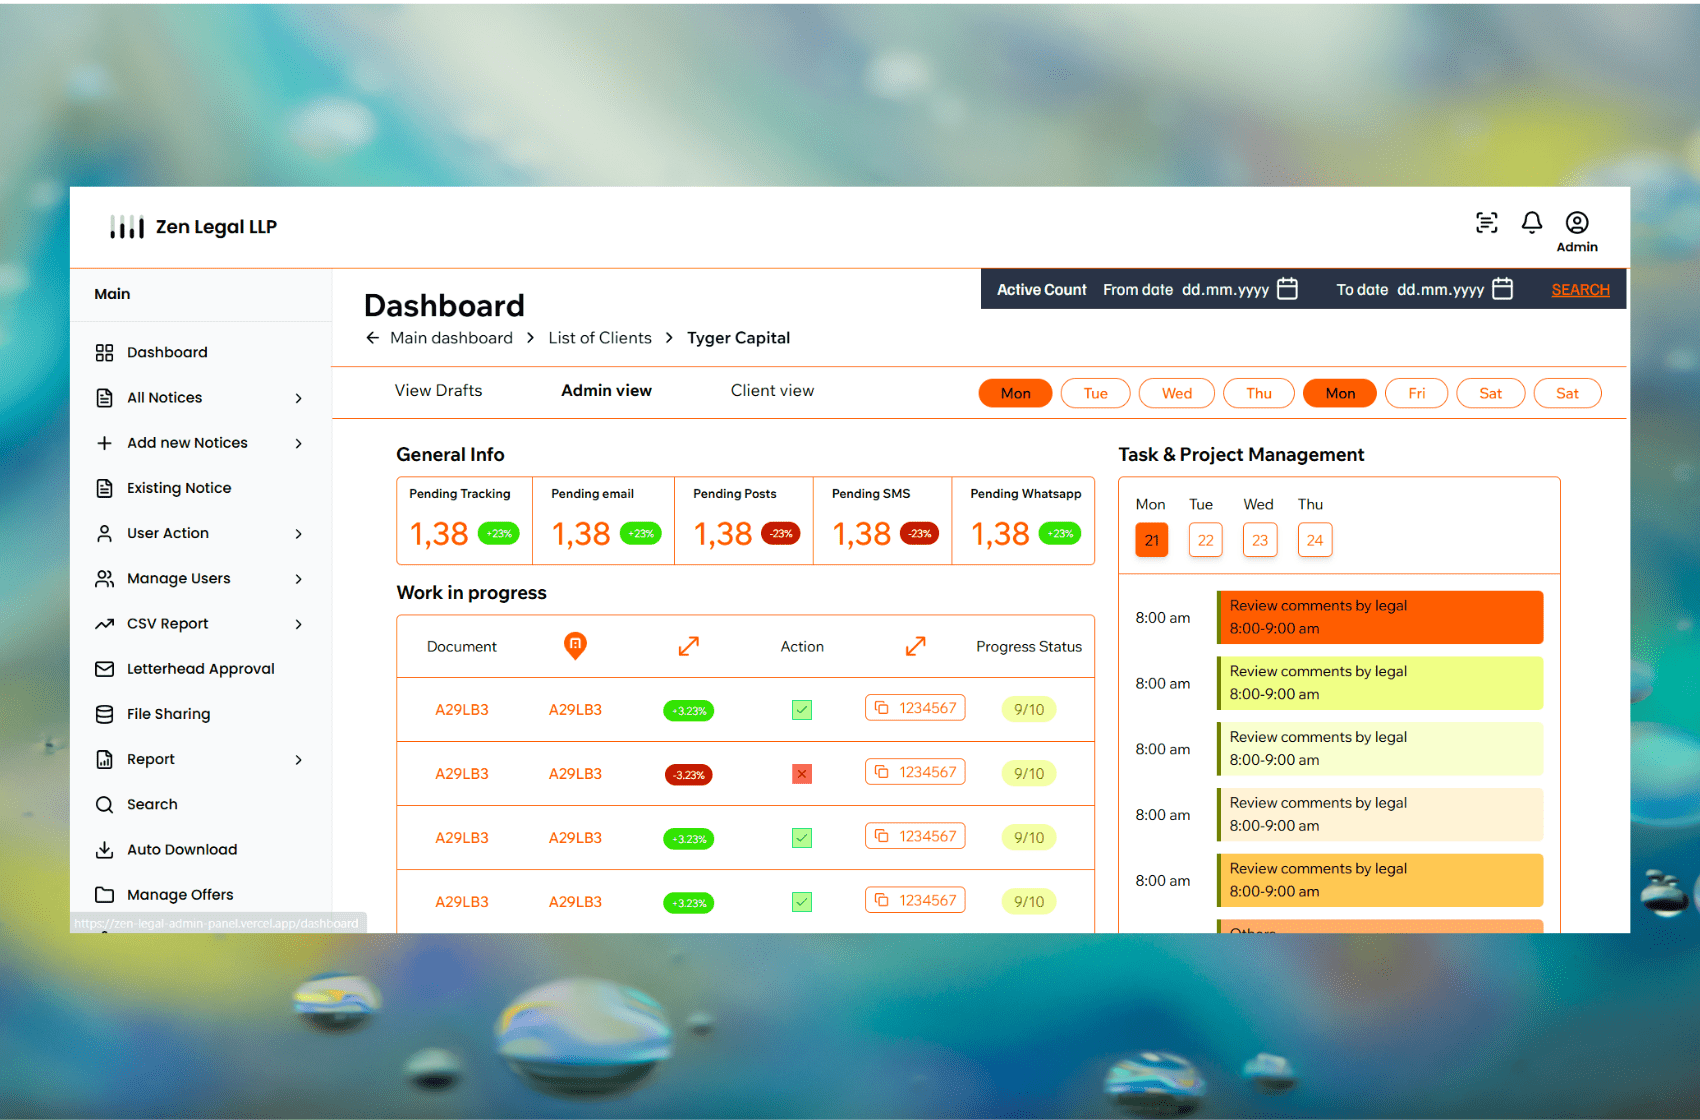 Zen Legal LLP
Admin
Main
Dashboard
All Notices
Add new Notices
Existing Notice
User Action
Manage Users
CSV Report
Letterhead Approval
File Sharing
Report
Search
Auto Download
Manage Offers
https://zen-legal-admin-panel.vercel.app/dashboard
Dashboard
Active Count From date dd.mm.yyyy To date dd.mm.yyyy SEARCH
Main dashboard List of Clients Tyger Capital
View Drafts Admin view Client view
Mon Tue Wed Thu Mon Fri Sat Sat
General Info
Pending Tracking Pending email Pending Posts Pending SMS Pending Whatsapp
1,38 +23% 1,38 +23% 1,38 -23% 1,38 -23% 1,38 +23%
Work in progress
Document Action Progress Status
A29LB3 A29LB3 +3.23% 1234567 9/10
A29LB3 A29LB3 -3.23% 1234567 9/10
A29LB3 A29LB3 +3.23% 1234567 9/10
A29LB3 A29LB3 +3.23% 1234567 9/10
Task & Project Management
Mon Tue Wed Thu
21 22 23 24
8:00 am
Review comments by legal
8:00-9:00 am
8:00 am
Review comments by legal
8:00-9:00 am
8:00 am
Review comments by legal
8:00-9:00 am
8:00 am
Review comments by legal
8:00-9:00 am
8:00 am
Review comments by legal
8:00-9:00 am
Others